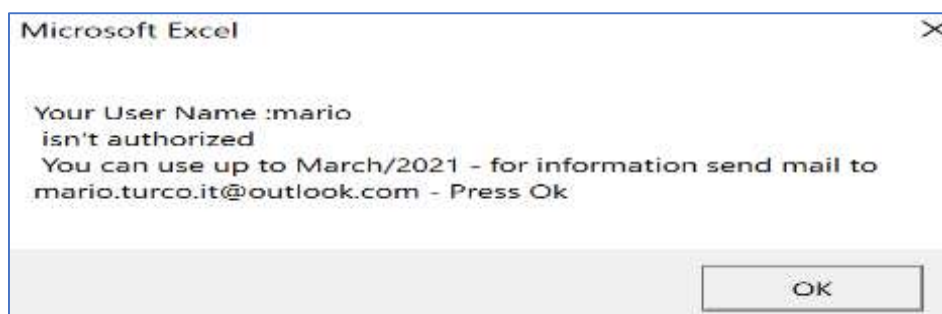 Microsoft Excel
Your User Name :mario
isn't authorized
You can use up to March/2021 - for information send mail to
mario.turco.it@outlook.com - Press Ok
OK